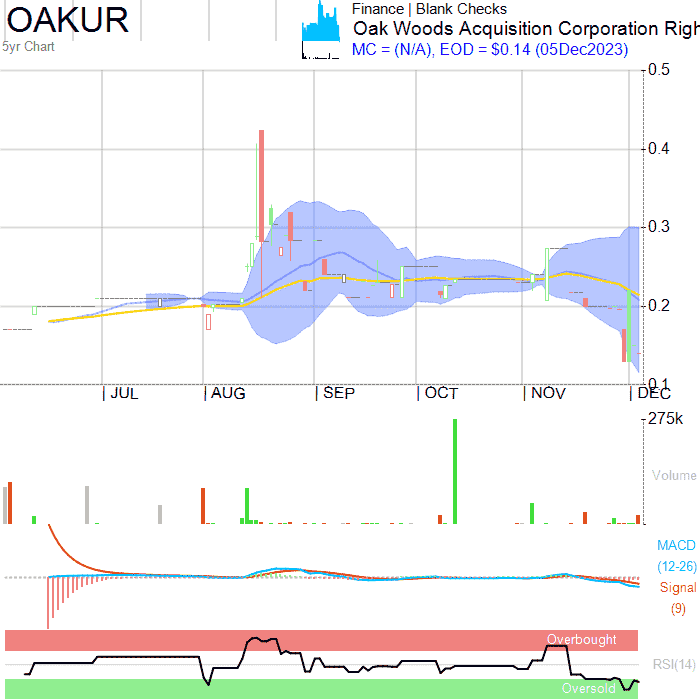 OAKUR
5yr Chart
Finance | Blank Checks
Oak Woods Acquisition Corporation Righ
MC = (N/A), EOD = $0.14 (05Dec2023)
0.5
0.4
0.3
0.2
0.1
JUL AUG SEP OCT NOV DEC
275k
Volume
MACD
(12-26)
Signal
(9)
Overbought
RSI(14)
Oversold